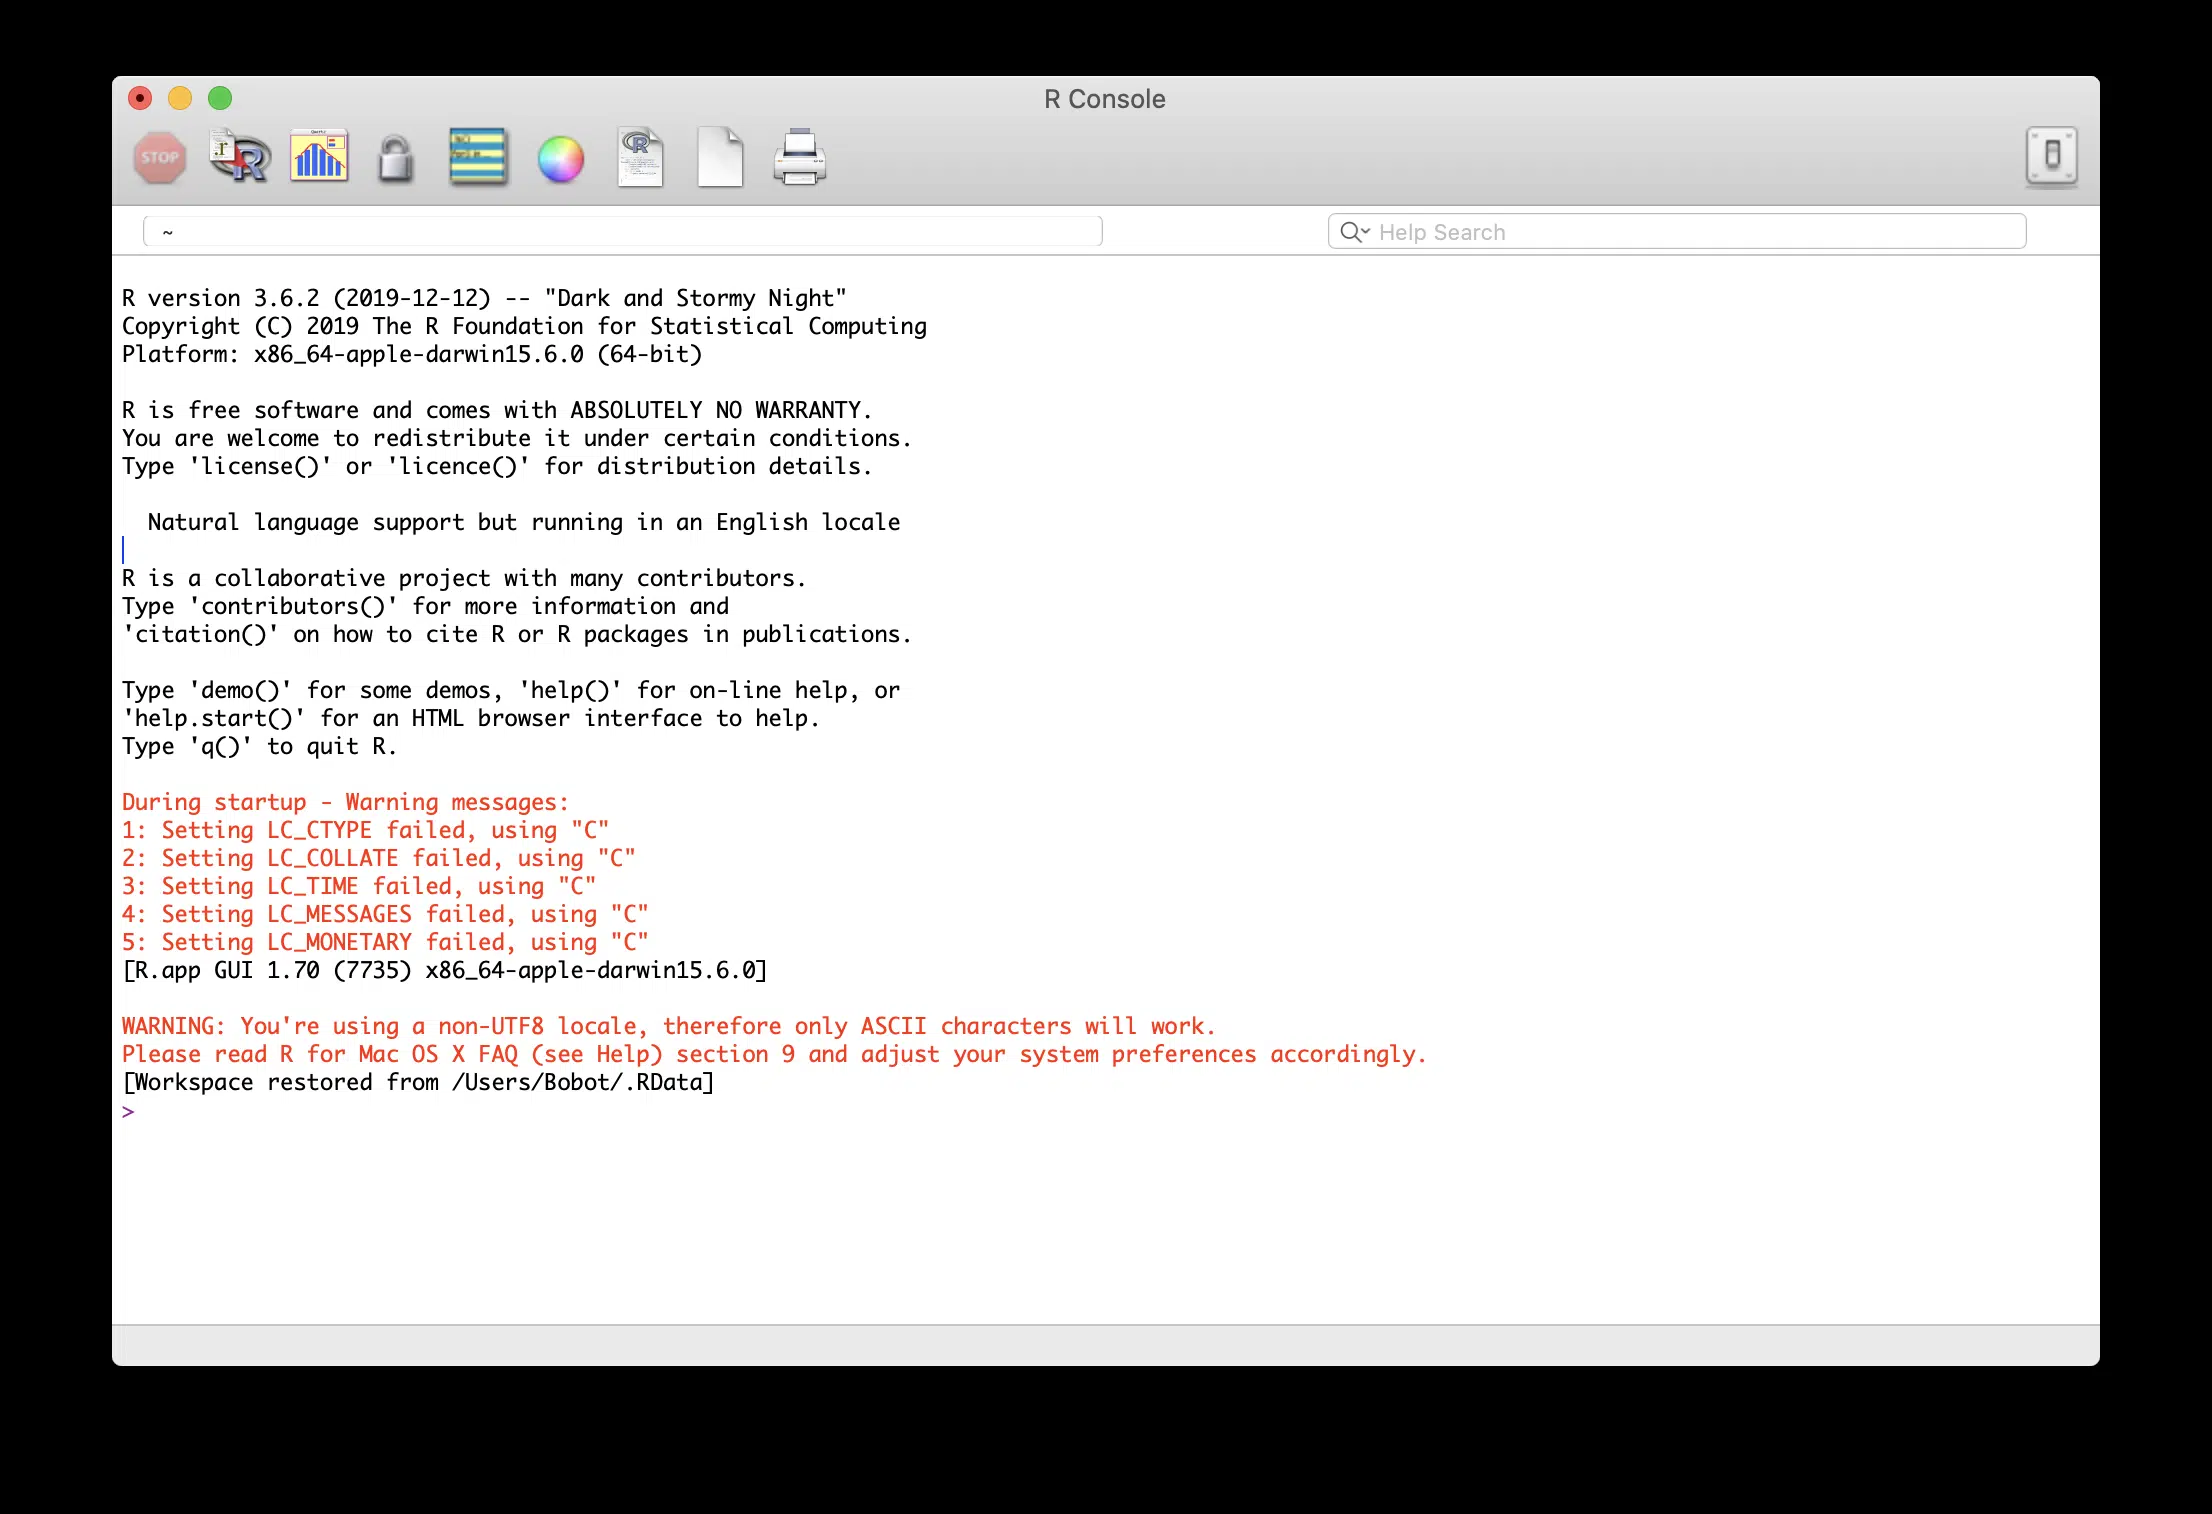 R Console
STOP
~
Help Search
R version 3.6.2 (2019-12-12) -- "Dark and Stormy Night"
Copyright (C) 2019 The R Foundation for Statistical Computing
Platform: x86_64-apple-darwin15.6.0 (64-bit)
R is free software and comes with ABSOLUTELY NO WARRANTY.
You are welcome to redistribute it under certain conditions.
Type 'license()' or 'licence()' for distribution details.
Natural language support but running in an English locale
R is a collaborative project with many contributors.
Type 'contributors()' for more information and
'citation()' on how to cite R or R packages in publications.
Type 'demo()' for some demos, 'help()' for on-line help, or
'help.start()' for an HTML browser interface to help.
Type 'q()' to quit R.
During startup - Warning messages:
1: Setting LC_CTYPE failed, using "C"
2: Setting LC_COLLATE failed, using "C"
3: Setting LC_TIME failed, using "C"
4: Setting LC_MESSAGES failed, using "C"
5: Setting LC_MONETARY failed, using "C"
[R.app GUI 1.70 (7735) x86_64-apple-darwin15.6.0]
WARNING: You're using a non-UTF8 locale, therefore only ASCII characters will work.
Please read R for Mac OS X FAQ (see Help) section 9 and adjust your system preferences accordingly.
[Workspace restored from /Users/Bobot/.RData]
>